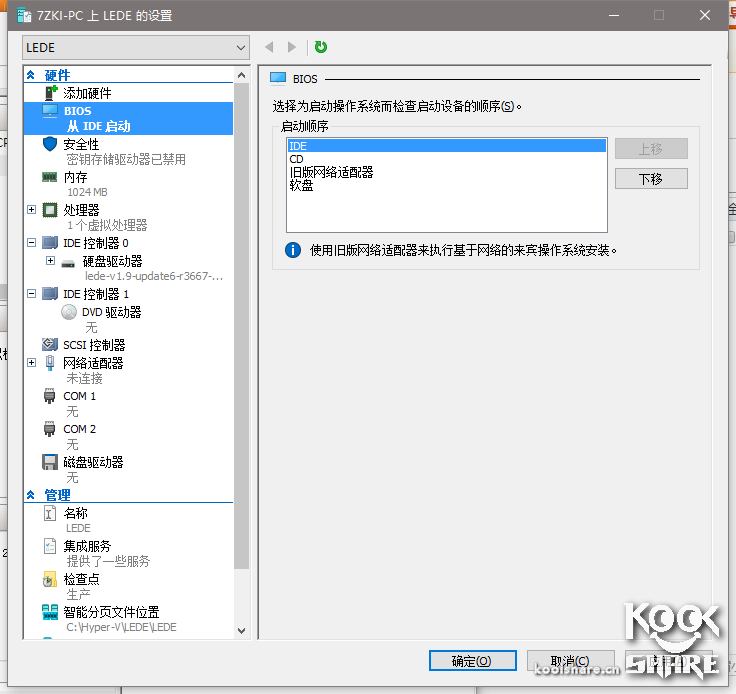 7ZKI-PC 上 LEDE 的设置
LEDE
硬件
添加硬件
BIOS
从 IDE 启动
安全性
密钥存储驱动器已禁用
内存
1024 MB
处理器
1 个虚拟处理器
IDE 控制器 0
硬盘驱动器
lede-v1.9-update6-r3667-...
IDE 控制器 1
DVD 驱动器
无
SCSI 控制器
网络适配器
未连接
COM 1
无
COM 2
无
磁盘驱动器
无
管理
名称
LEDE
集成服务
提供了一些服务
检查点
生产
智能分页文件位置
C:\Hyper-V\LEDE\LEDE
BIOS
选择为启动操作系统而检查启动设备的顺序(S)。
启动顺序
IDE
CD
旧版网络适配器
软盘
上移
下移
使用旧版网络适配器来执行基于网络的来宾操作系统安装。
确定(O)
取消(C)
koolshare.cn
KOOL
SHARE